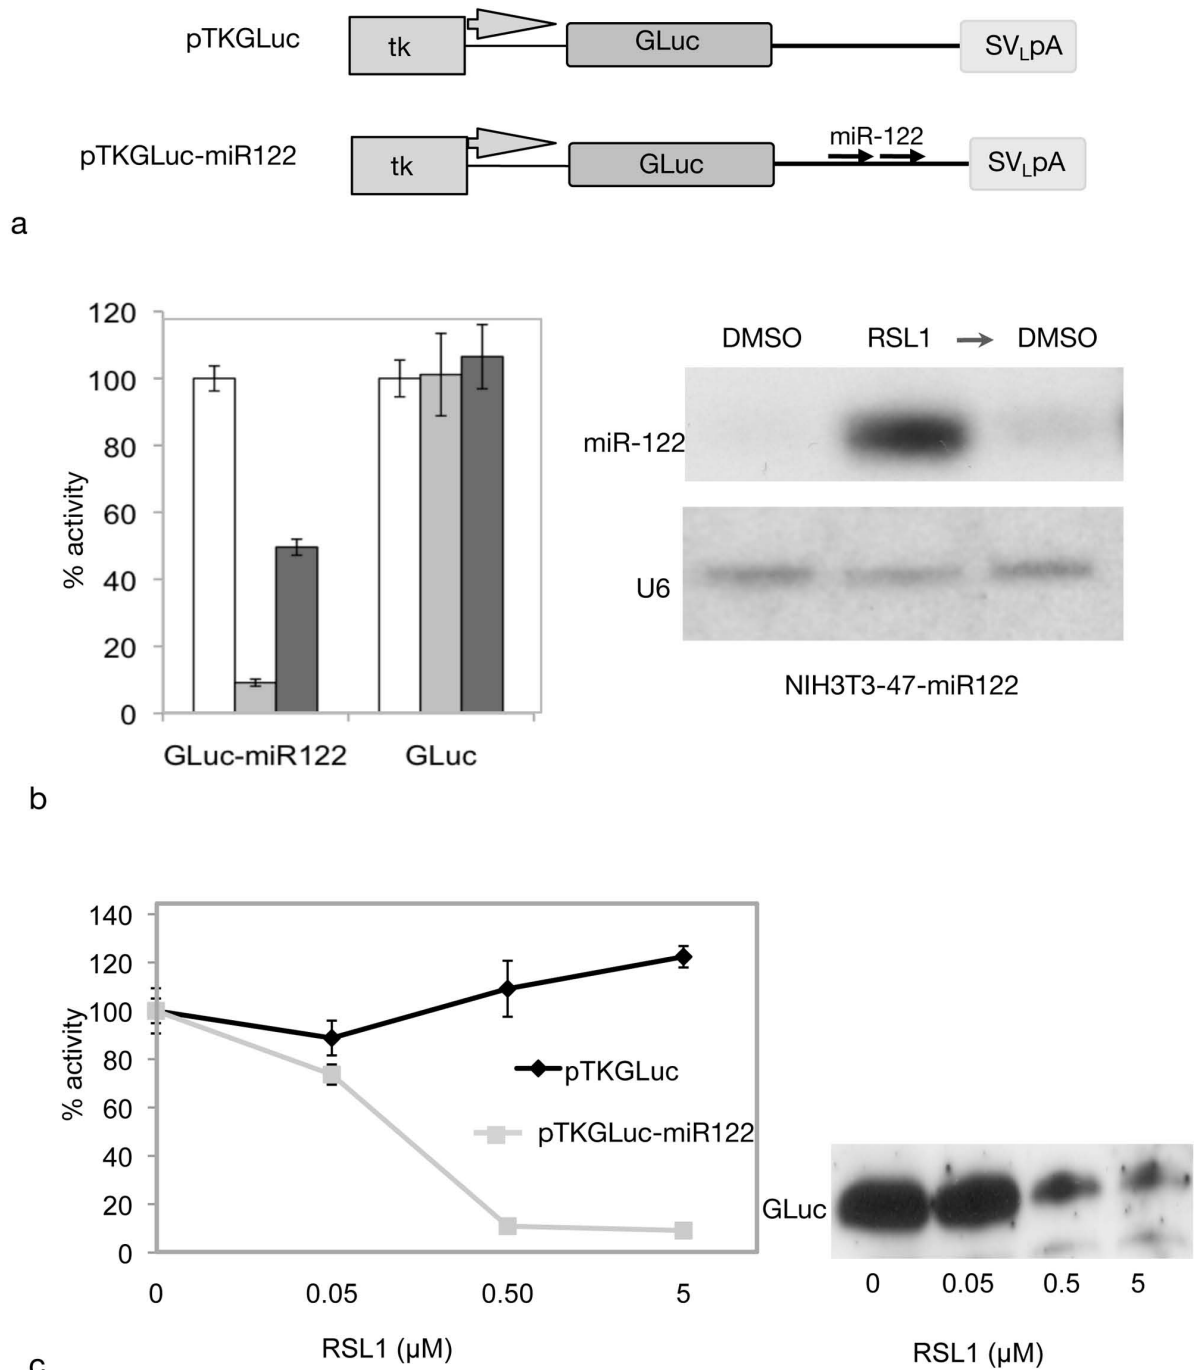 pTKGLuc
tk
GLuc
SVLpA
pTKGLuc-miR122
tk
GLuc
miR-122
SVLpA
a
120
100
80
60
40
20
0
% activity
GLuc-miR122
GLuc
DMSO RSL1 → DMSO
miR-122
U6
NIH3T3-47-miR122
b
140
120
100
80
60
40
20
0
% activity
pTKGLuc
pTKGLuc-miR122
0 0.05 0.50 5
RSL1 (µM)
GLuc
0 0.05 0.5 5
RSL1 (µM)
c